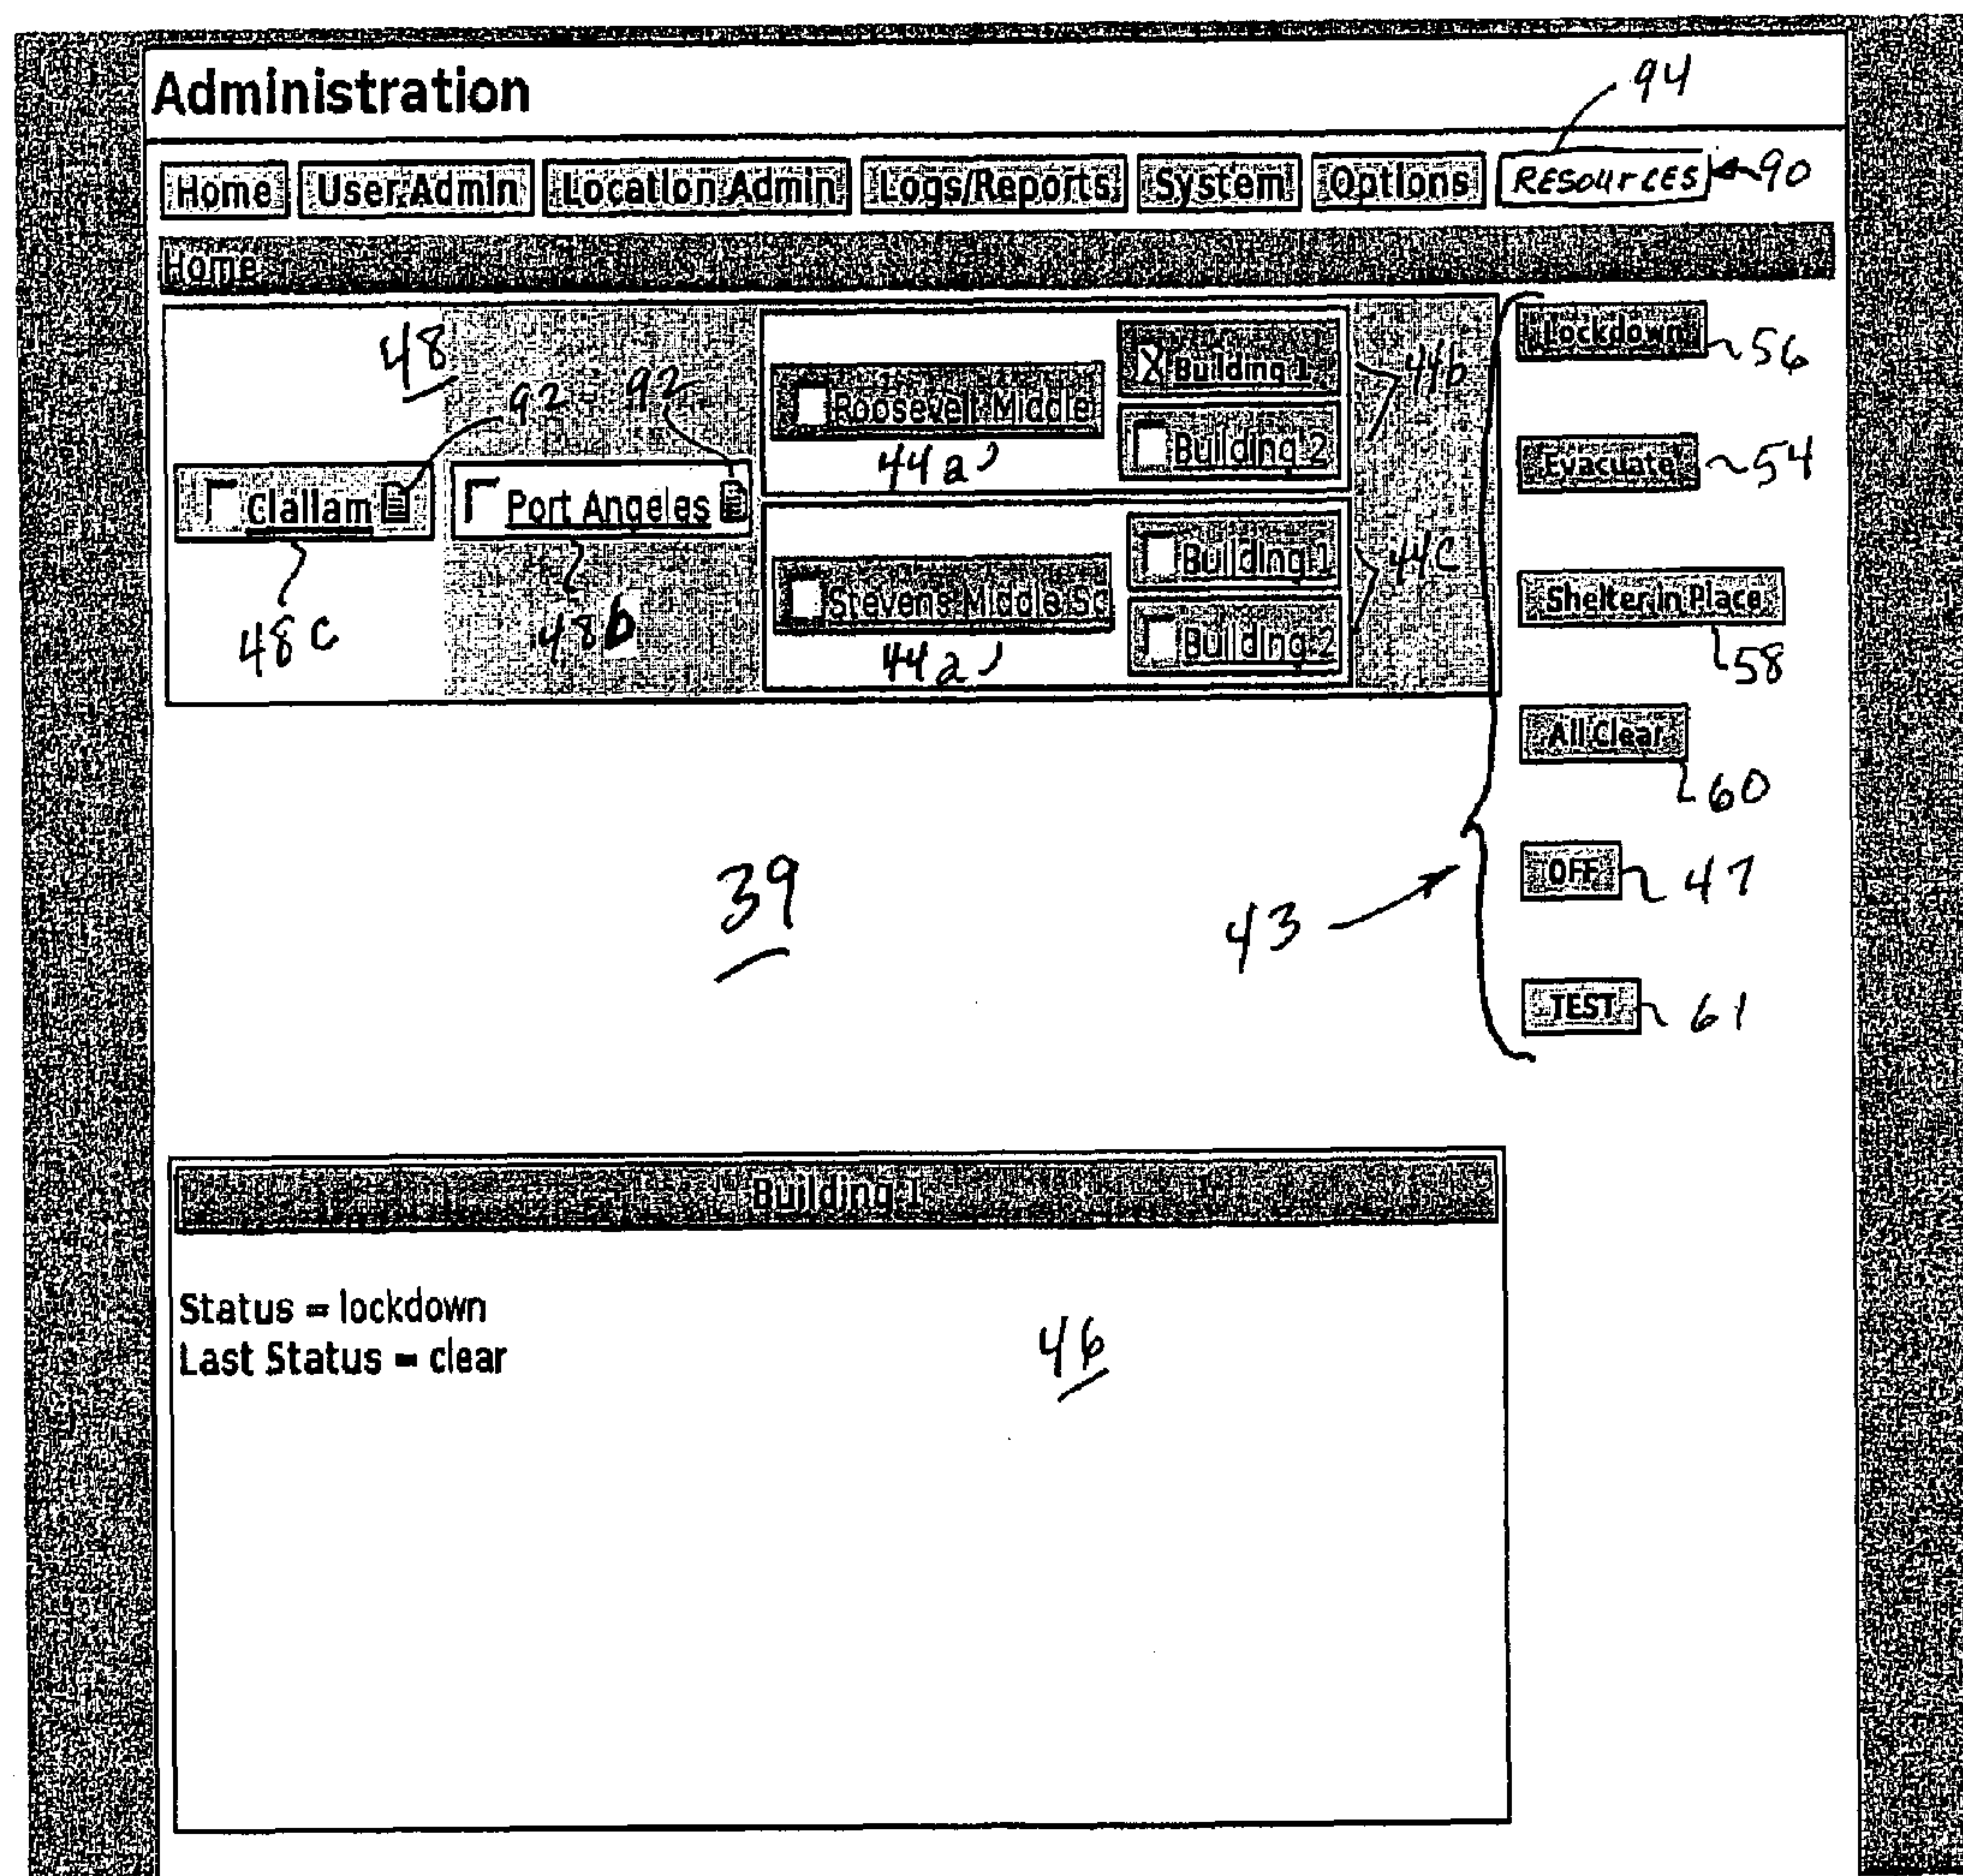 Administration
94
Home User Admin Location Admin Logs/Reports System Options RESOURCES 90
Home
48
92 92
Clallam
Port Angeles
48c
48b
Roosevelt Middle
44a
Building 1
Building 2
44b
Stevens Middle Sc
44a
Building 1
Building 2
44c
Lockdown 56
Evacuate 54
Shelter in Place
58
All Clear
60
OFF 47
TEST 61
39
43
Building 1
Status = lockdown
Last Status = clear
46